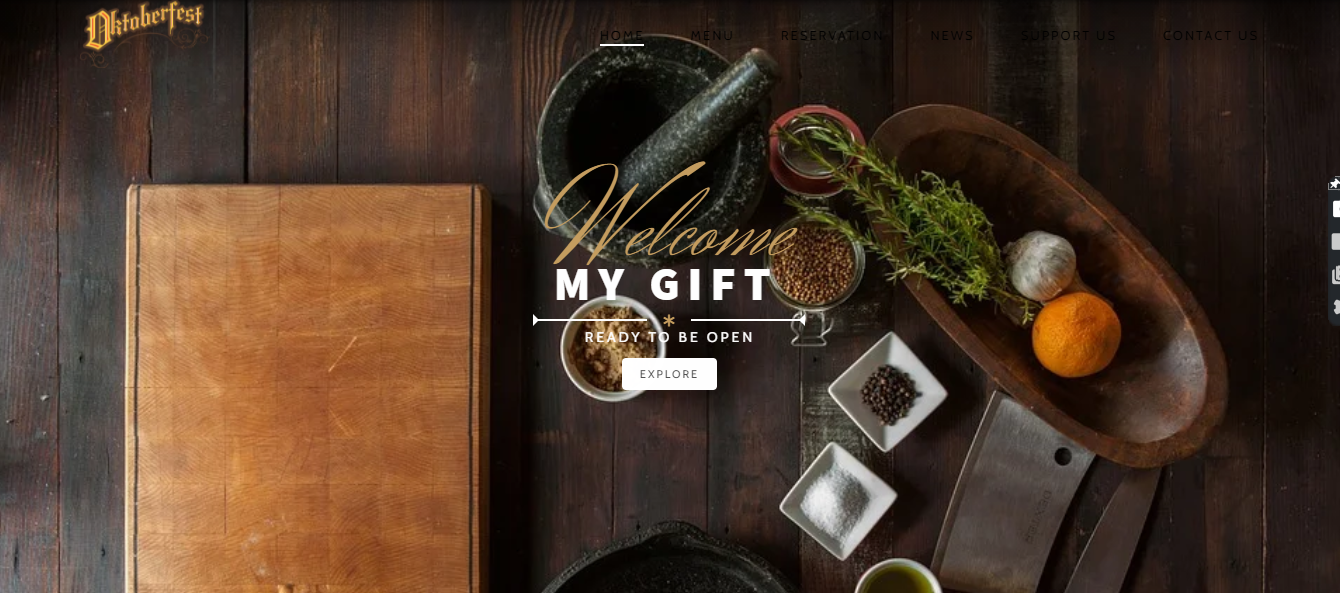 Oktoberfest
HOME MENU RESERVATION NEWS SUPPORT US CONTACT US
Welcome
MY GIFT
READY TO BE OPEN
EXPLORE